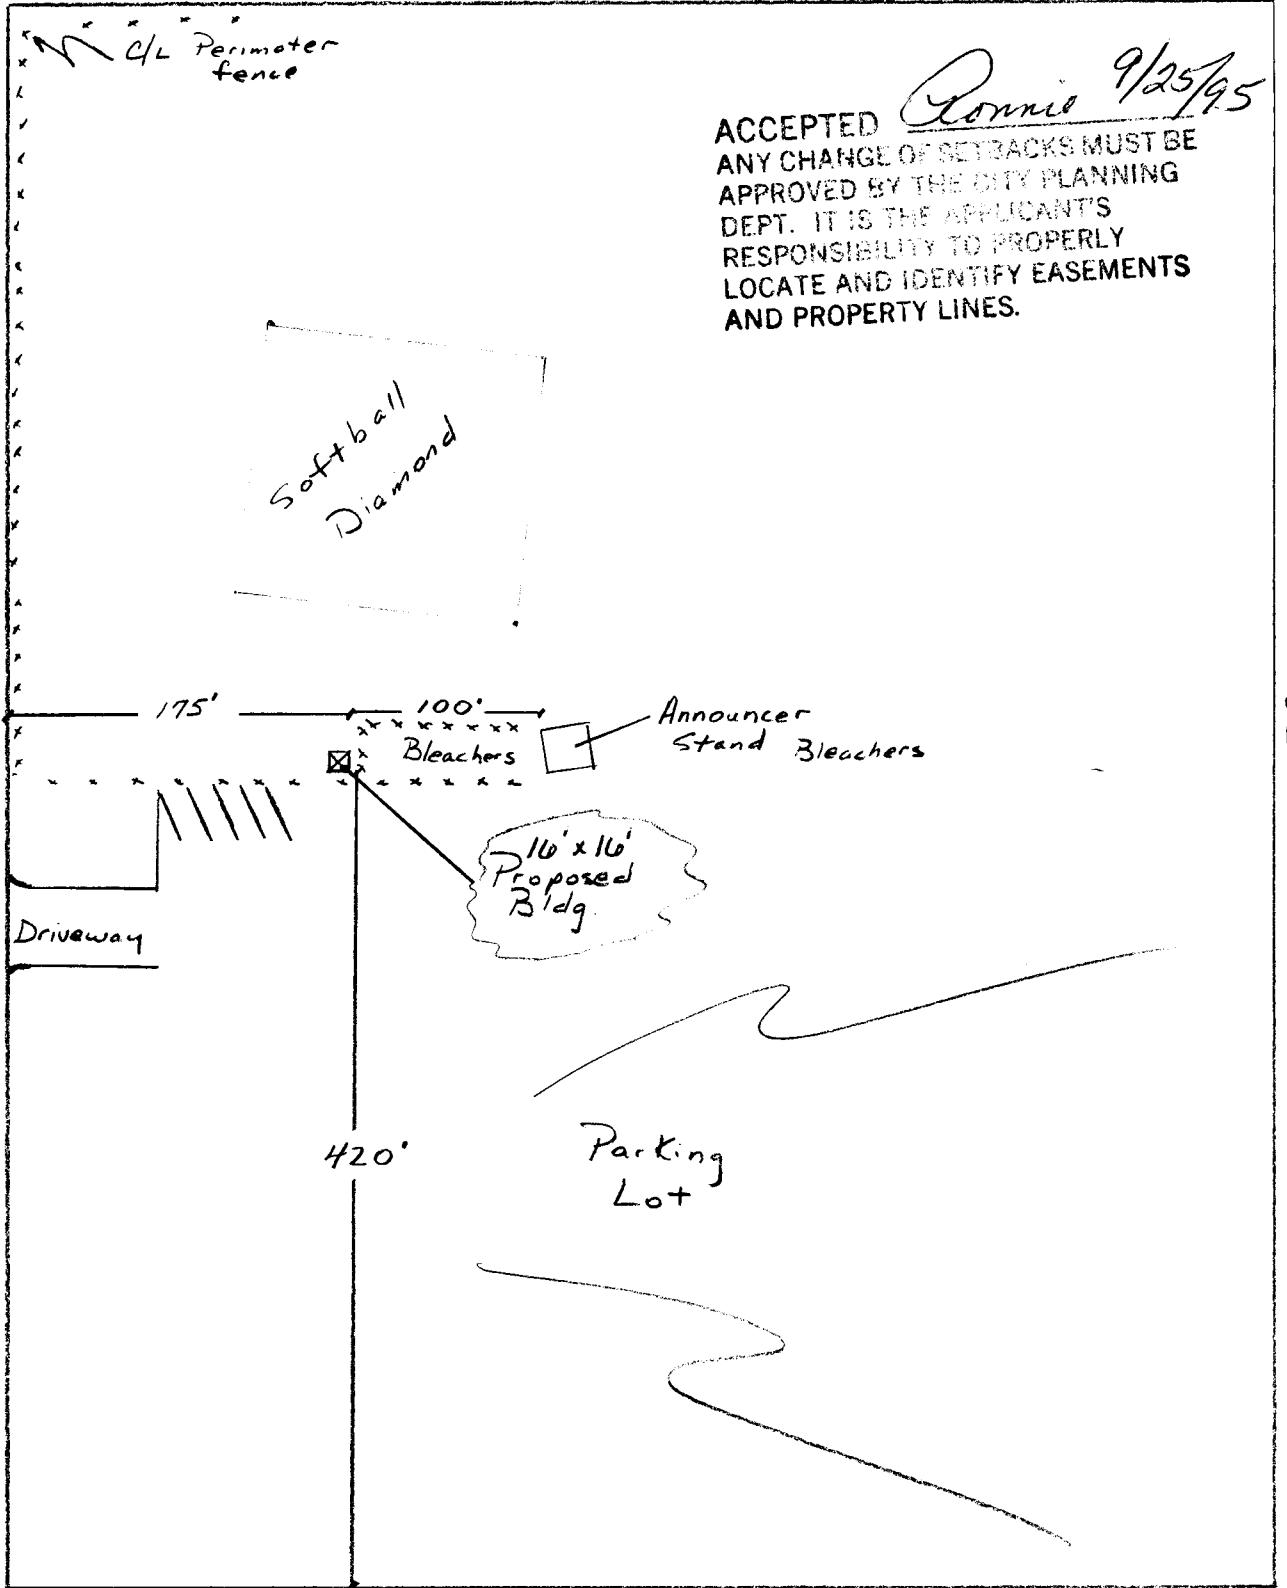 C/L Perimeter
fence
ACCEPTED Ronnie 9/25/95
ANY CHANGE OF SETBACKS MUST BE
APPROVED BY THE CITY PLANNING
DEPT. IT IS THE APPLICANT'S
RESPONSIBILITY TO PROPERLY
LOCATE AND IDENTIFY EASEMENTS
AND PROPERTY LINES.
Softball
Diamond
175'
100'
Announcer
Stand
Bleachers
Bleachers
16' x 16'
Proposed
Bldg.
Driveway
420'
Parking
Lot